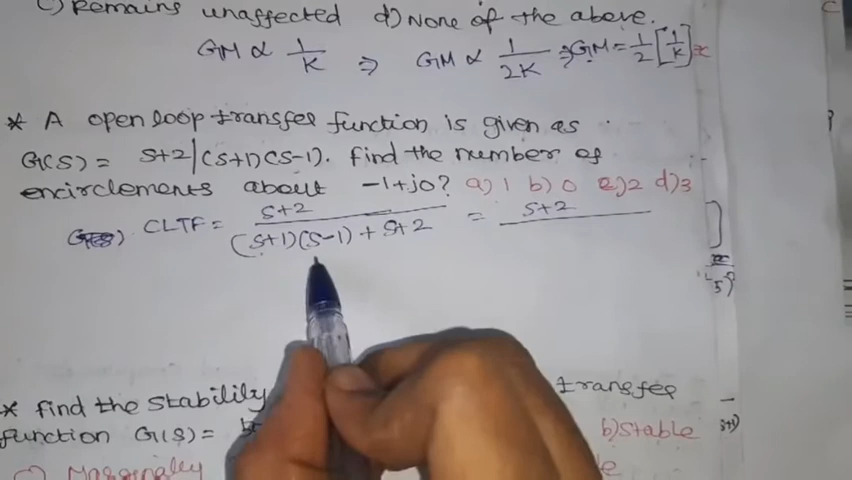 c) Remains unaffected d) None of the above.
GM ∝ 1/K ⇒ GM ∝ 1/2K ⇒ GM = 1/2 [1/K]
* A open loop transfer function is given as
G(S) = S+2 | (S+1) (S-1). Find the number of
encirclements about -1+j0? a) 1 b) 0 c) 2 d) 3
CLTF = S+2 / (S+1)(S-1) + S+2 = S+2
* find the stability transfer
function G(S) = b) stable